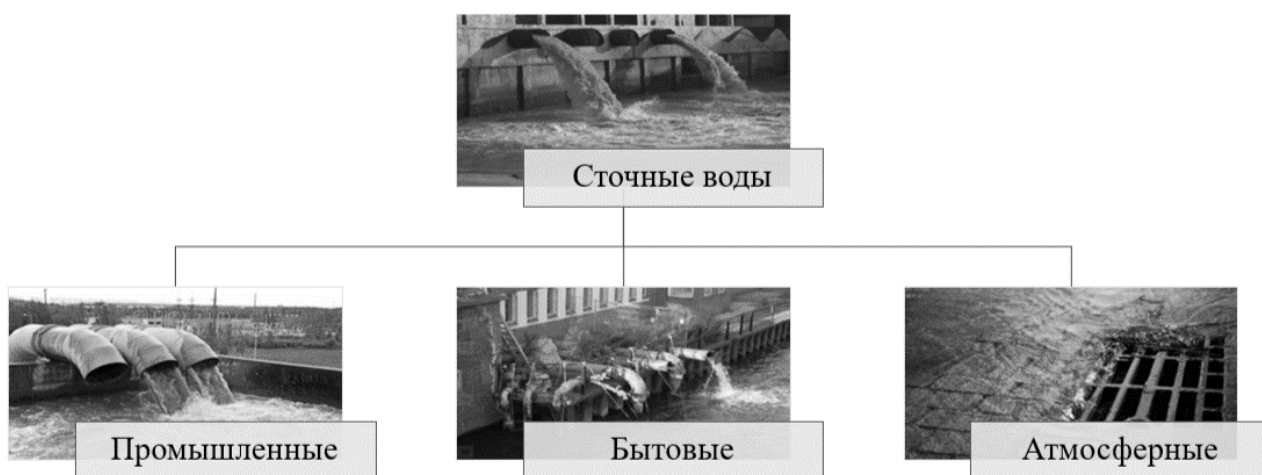 Сточные воды
Промышленные
Бытовые
Атмосферные